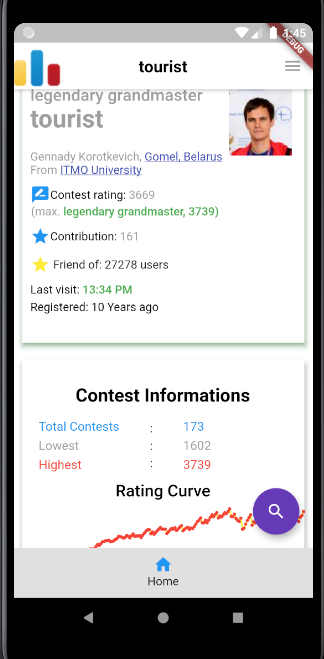 1:45
DEBUG
tourist
legendary grandmaster
tourist
Gennady Korotkevich, Gomel, Belarus
From ITMO University
Contest rating: 3669
(max. legendary grandmaster, 3739)
Contribution: 161
Friend of: 27278 users
Last visit: 13:34 PM
Registered: 10 Years ago
Contest Informations
Total Contests : 173
Lowest : 1602
Highest : 3739
Rating Curve
Home